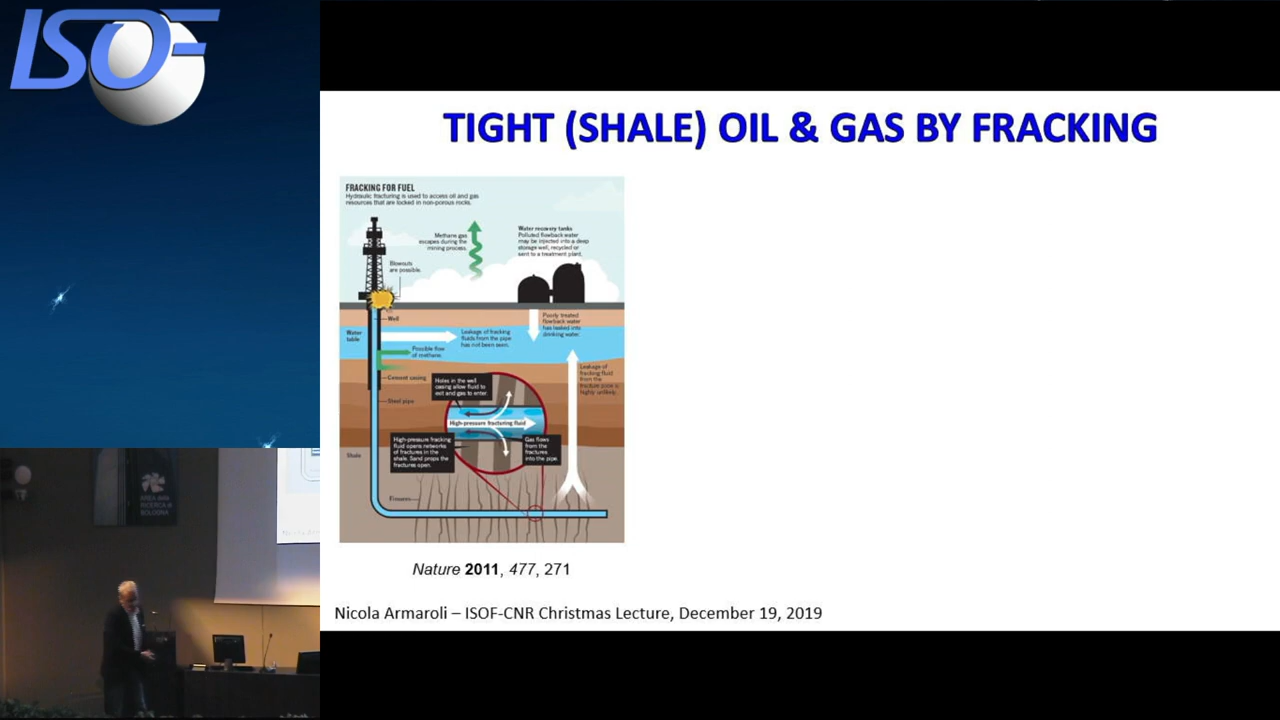 ISOF
TIGHT (SHALE) OIL & GAS BY FRACKING
FRACKING FOR FUEL
Hydraulic fracturing is used to access oil and gas
resources that are locked in non-porous rocks.
Methane gas
escapes during the
mining process.
Water recovery tanks
Polluted flowback water
may be injected into a deep
storage well, recycled or
sent to a treatment plant.
Blowouts
are possible.
Well
Poorly treated
flowback water
has leaked into
drinking water.
Water
table
Leakage of fracking
fluids from the pipe
has not been seen.
Possible flow
of methane.
Leakage of
fracking fluid
from the
fracture zone is
highly unlikely.
Cement casing
Holes in the well
casing allow fluid to
exit and gas to enter.
Steel pipe
High-pressure fracturing fluid
High-pressure fracking
fluid opens networks
of fractures in the
shale. Sand props the
fractures open.
Gas flows
from the
fractures
into the pipe.
Shale
Fissures
Nature 2011, 477, 271
Nicola Armaroli – ISOF-CNR Christmas Lecture, December 19, 2019
AREA della
RICERCA di
BOLOGNA